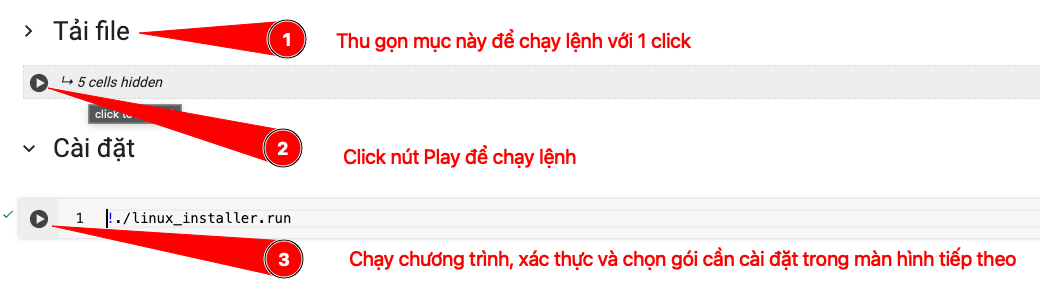 Tải file
1
Thu gọn mục này để chạy lệnh với 1 click
↳ 5 cells hidden
click to
2
Cài đặt
Click nút Play để chạy lệnh
1 !./linux_installer.run
3
Chạy chương trình, xác thực và chọn gói cần cài đặt trong màn hình tiếp theo